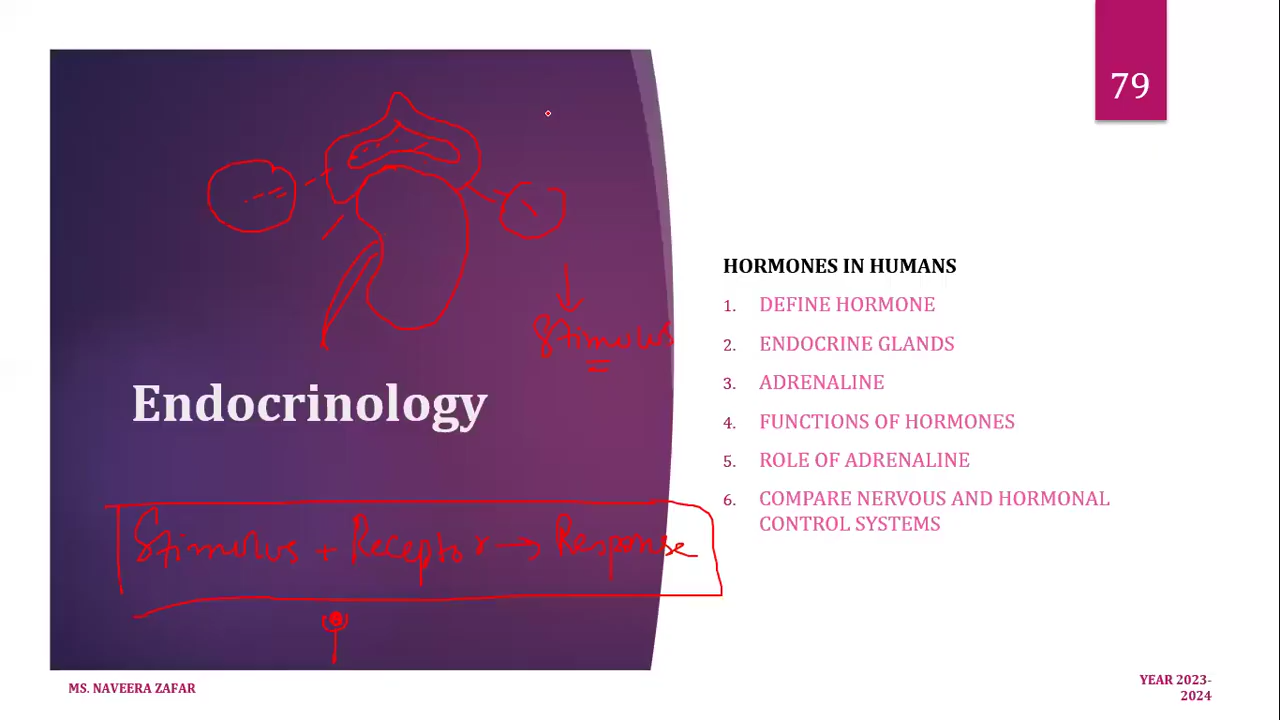 79
Stimulus
Endocrinology
Stimulus + Receptor → Response
HORMONES IN HUMANS
1. DEFINE HORMONE
2. ENDOCRINE GLANDS
3. ADRENALINE
4. FUNCTIONS OF HORMONES
5. ROLE OF ADRENALINE
6. COMPARE NERVOUS AND HORMONAL
CONTROL SYSTEMS
MS. NAVEERA ZAFAR
YEAR 2023-
2024